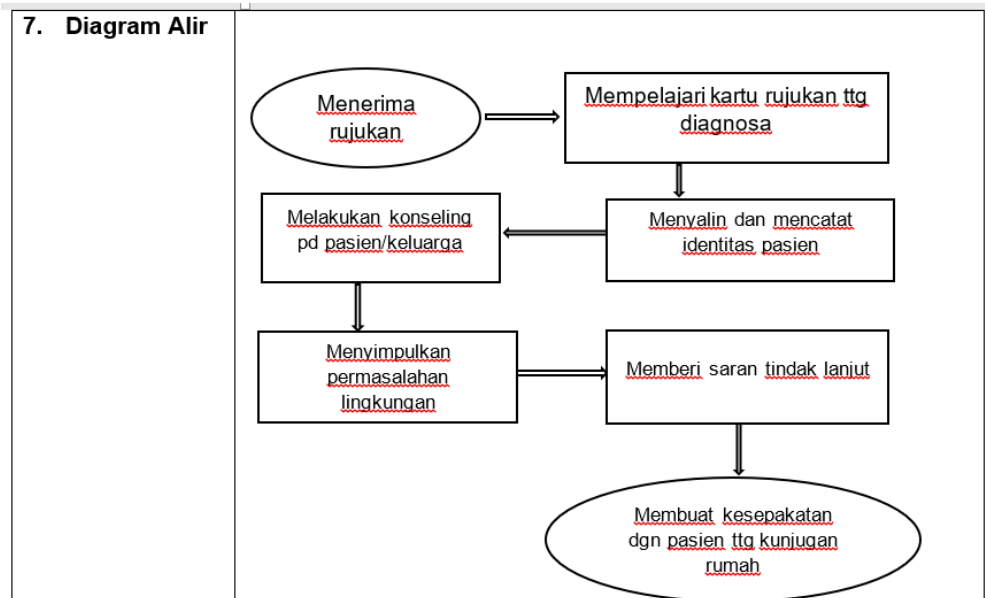 7. Diagram Alir
Menerima
rujukan
Mempelajari kartu rujukan ttg
diagnosa
Menyalin dan mencatat
identitas pasien
Melakukan konseling
pd pasien/keluarga
Menyimpulkan
permasalahan
lingkungan
Memberi saran tindak lanjut
Membuat kesepakatan
dgn pasien ttg kunjugan
rumah